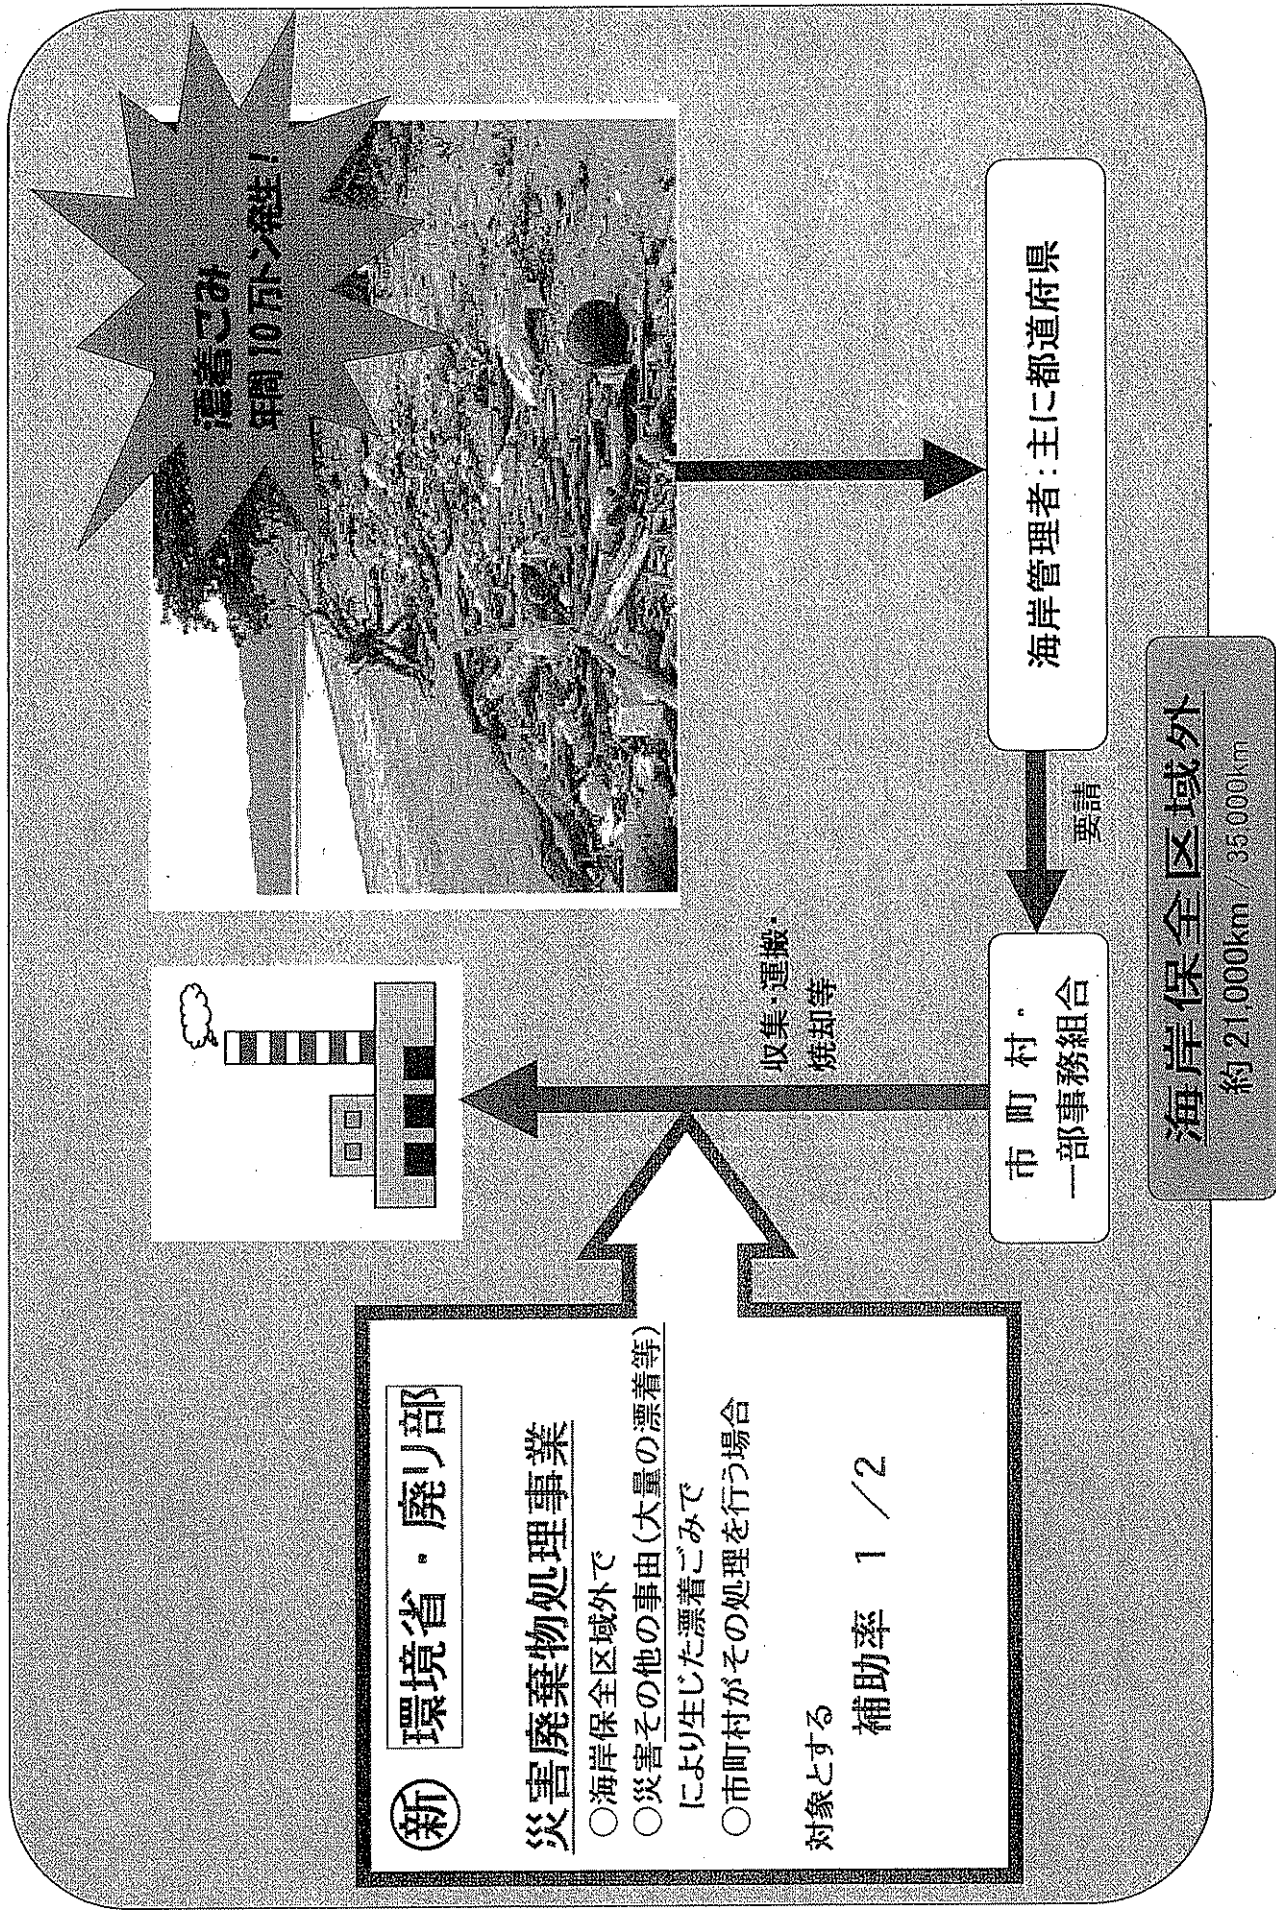 新
環境省・廃リ部
災害廃棄物処理事業
○海岸保全区域外で
○災害その他の事由(大量の漂着等)
により生じた漂着ごみで
○市町村がその処理を行う場合
対象とする
補助率 1/2
漂着ごみ
年間10万トン発生!
収集・運搬・
焼却等
市町村・
一部事務組合
要請
海岸管理者:主に都道府県
海岸保全区域外
約21,000km / 35,000km